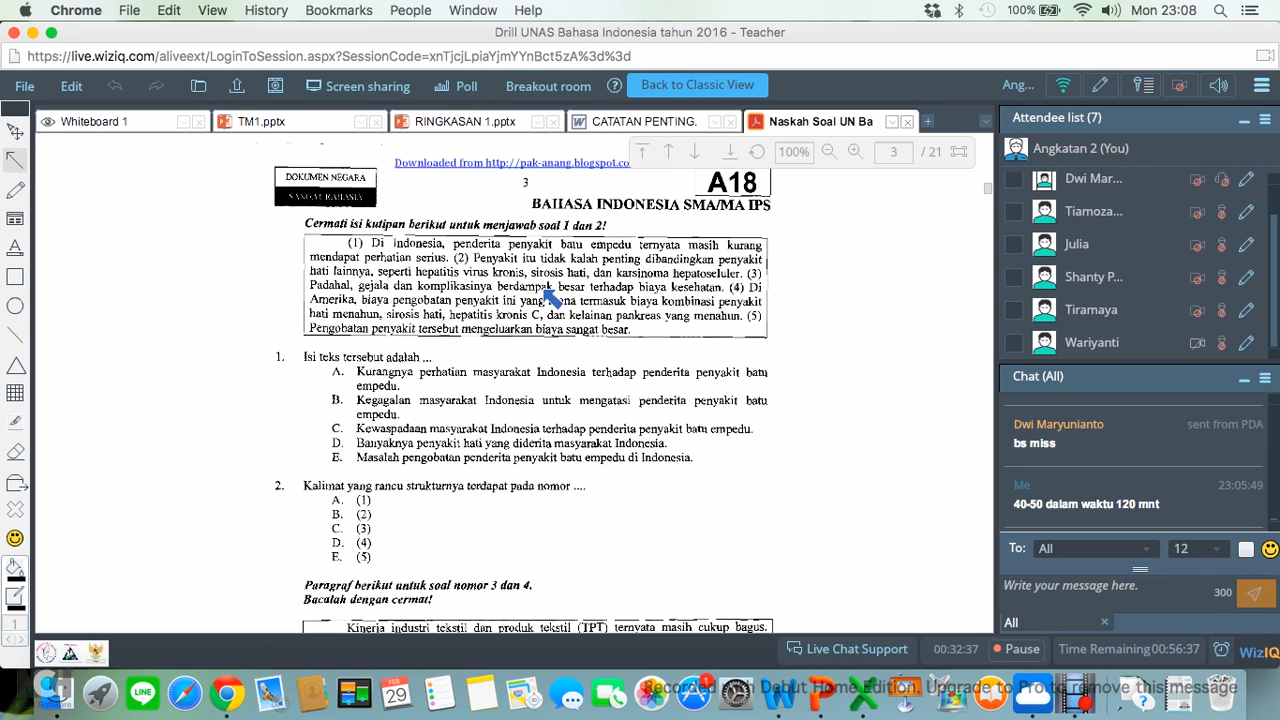 Chrome File Edit View History Bookmarks People Window Help 100% Mon 23:08
Drill UNAS Bahasa Indonesia tahun 2016 - Teacher
https://live.wiziq.com/aliveext/LoginToSession.aspx?SessionCode=xnTjcjLpiaYjmYYnBct5zA%3d%3d
File Edit Screen sharing Poll Breakout room ? Back to Classic View Ang...
Whiteboard 1 TM1.pptx RINGKASAN 1.pptx CATATAN PENTING. Naskah Soal UN Ba
Attendee list (7)
100% 3 / 21
Angkatan 2 (You)
Dwi Mar...
Tiamoza...
Julia
Shanty P...
Tiramaya
Wariyanti
Downloaded from http://pak-anang.blogspot.co
DOKUMEN NEGARA
SANGAT RAHASIA
3
A18
BAHASA INDONESIA SMA/MA IPS
Cermati isi kutipan berikut untuk menjawab soal 1 dan 2!
(1) Di Indonesia, penderita penyakit batu empedu ternyata masih kurang
mendapat perhatian serius. (2) Penyakit itu tidak kalah penting dibandingkan penyakit
hati lainnya, seperti hepatitis virus kronis, sirosis hati, dan karsinoma hepatoseluler. (3)
Padahal, gejala dan komplikasinya berdampak besar terhadap biaya kesehatan. (4) Di
Amerika, biaya pengobatan penyakit ini yang termasuk biaya kombinasi penyakit
hati menahun, sirosis hati, hepatitis kronis C, dan kelainan pankreas yang menahun. (5)
Pengobatan penyakit tersebut mengeluarkan biaya sangat besar.
1. Isi teks tersebut adalah ...
A. Kurangnya perhatian masyarakat Indonesia terhadap penderita penyakit batu
empedu.
B. Kegagalan masyarakat Indonesia untuk mengatasi penderita penyakit batu
empedu.
C. Kewaspadaan masyarakat Indonesia terhadap penderita penyakit batu empedu.
D. Banyaknya penyakit hati yang diderita masyarakat Indonesia.
E. Masalah pengobatan penderita penyakit batu empedu di Indonesia.
2. Kalimat yang rancu strukturnya terdapat pada nomor ....
A. (1)
B. (2)
C. (3)
D. (4)
E. (5)
Paragraf berikut untuk soal nomor 3 dan 4.
Bacalah dengan cermat!
Kinerja industri tekstil dan produk tekstil (TPT) ternyata masih cukup bagus.
Chat (All)
Dwi Maryunianto sent from PDA
bs miss
Me 23:05:49
40-50 dalam waktu 120 mnt
To: All 12
Write your message here. 300
All ×
1
Live Chat Support 00:32:37 Pause Time Remaining 00:56:37 WizIQ
LINE
FEB
29
Recorded with Debut Home Edition. Upgrade to Pro to remove this message